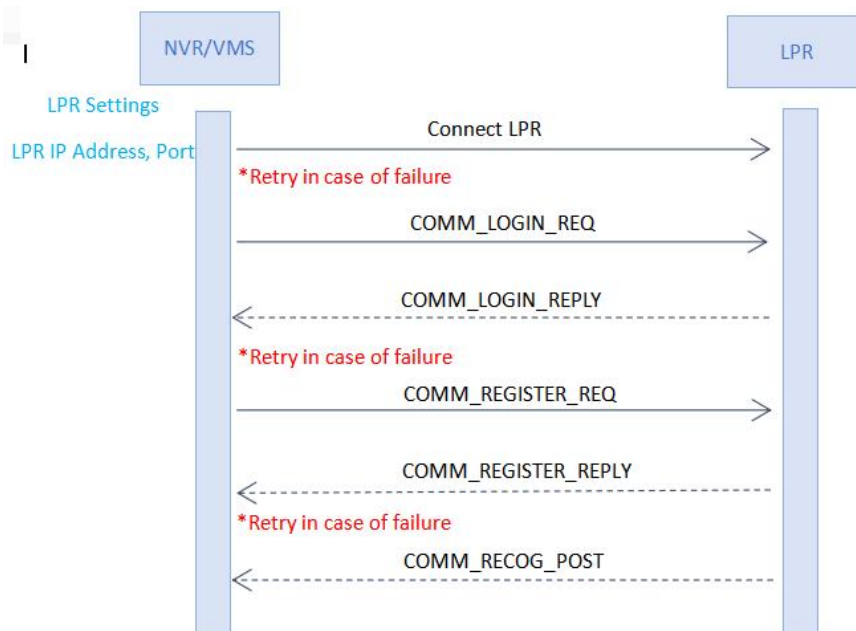 NVR/VMS
LPR
LPR Settings
LPR IP Address, Port
Connect LPR
*Retry in case of failure
COMM_LOGIN_REQ
COMM_LOGIN_REPLY
*Retry in case of failure
COMM_REGISTER_REQ
COMM_REGISTER_REPLY
*Retry in case of failure
COMM_RECOG_POST